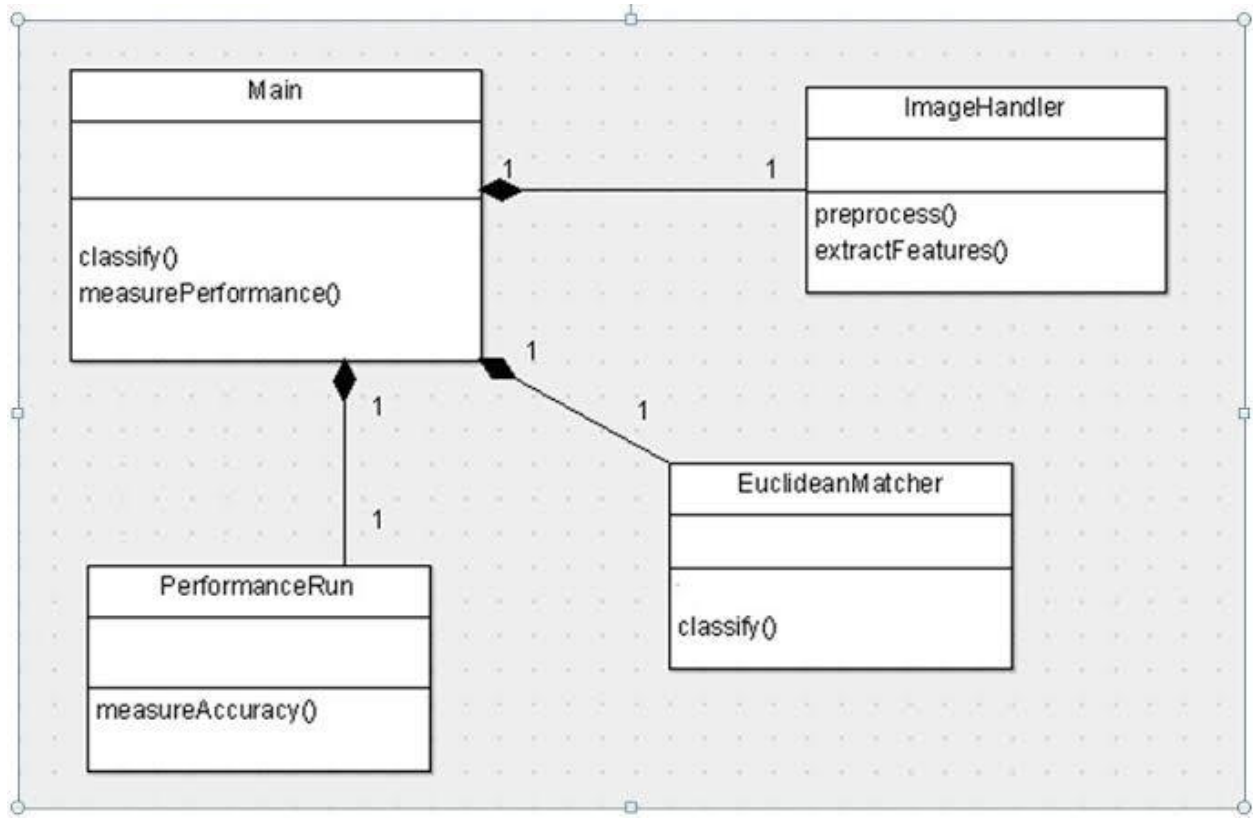 Main
classify()
measurePerformance()
1
1
ImageHandler
preprocess()
extractFeatures()
1
1
EuclideanMatcher
classify()
1
1
PerformanceRun
measureAccuracy()